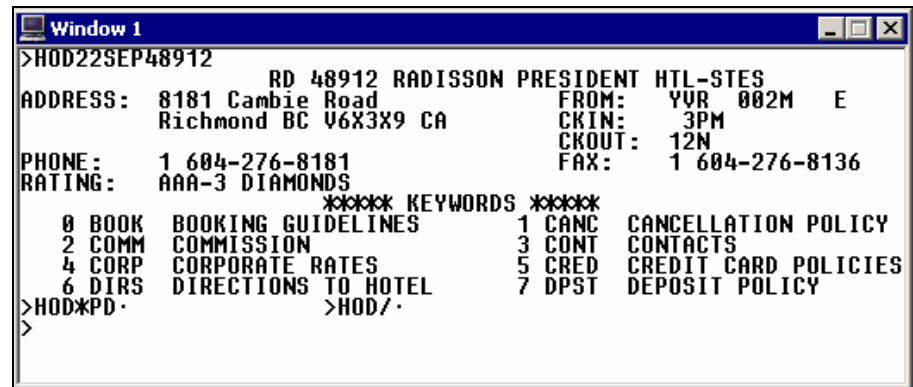 Window 1
>HOD22SEP48912
RD 48912 RADISSON PRESIDENT HTL-STES
ADDRESS: 8181 Cambie Road FROM: YVR 002M E
Richmond BC V6X3X9 CA CKIN: 3PM
CKOUT: 12N
PHONE: 1 604-276-8181 FAX: 1 604-276-8136
RATING: AAA-3 DIAMONDS
***** KEYWORDS *****
0 BOOK BOOKING GUIDELINES 1 CANC CANCELLATION POLICY
2 COMM COMMISSION 3 CONT CONTACTS
4 CORP CORPORATE RATES 5 CRED CREDIT CARD POLICIES
6 DIRS DIRECTIONS TO HOTEL 7 DPST DEPOSIT POLICY
>HOD*PD· >HOD/·
>